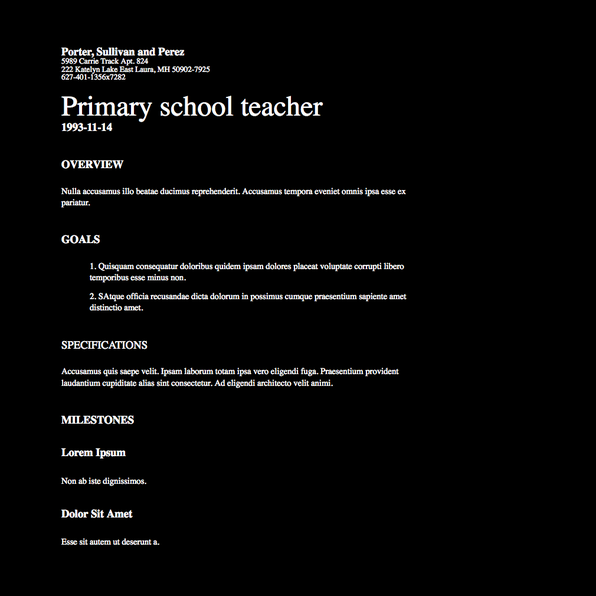 Porter, Sullivan and Perez
5989 Carrie Track Apt. 824
222 Katelyn Lake East Laura, MH 50902-7925
627-401-1356x7282
Primary school teacher
1993-11-14
OVERVIEW
Nulla accusamus illo beatae ducimus reprehenderit. Accusamus tempora eveniet omnis ipsa esse ex
pariatur.
GOALS
1. Quisquam consequatur doloribus quidem ipsam dolores placeat voluptate corrupti libero
temporibus esse minus non.
2. SAtque officia recusandae dicta dolorum in possimus cumque praesentium sapiente amet
distinctio amet.
SPECIFICATIONS
Accusamus quis saepe velit. Ipsam laborum totam ipsa vero eligendi fuga. Praesentium provident
laudantium cupiditate alias sint consectetur. Ad eligendi architecto velit animi.
MILESTONES
Lorem Ipsum
Non ab iste dignissimos.
Dolor Sit Amet
Esse sit autem ut deserunt a.